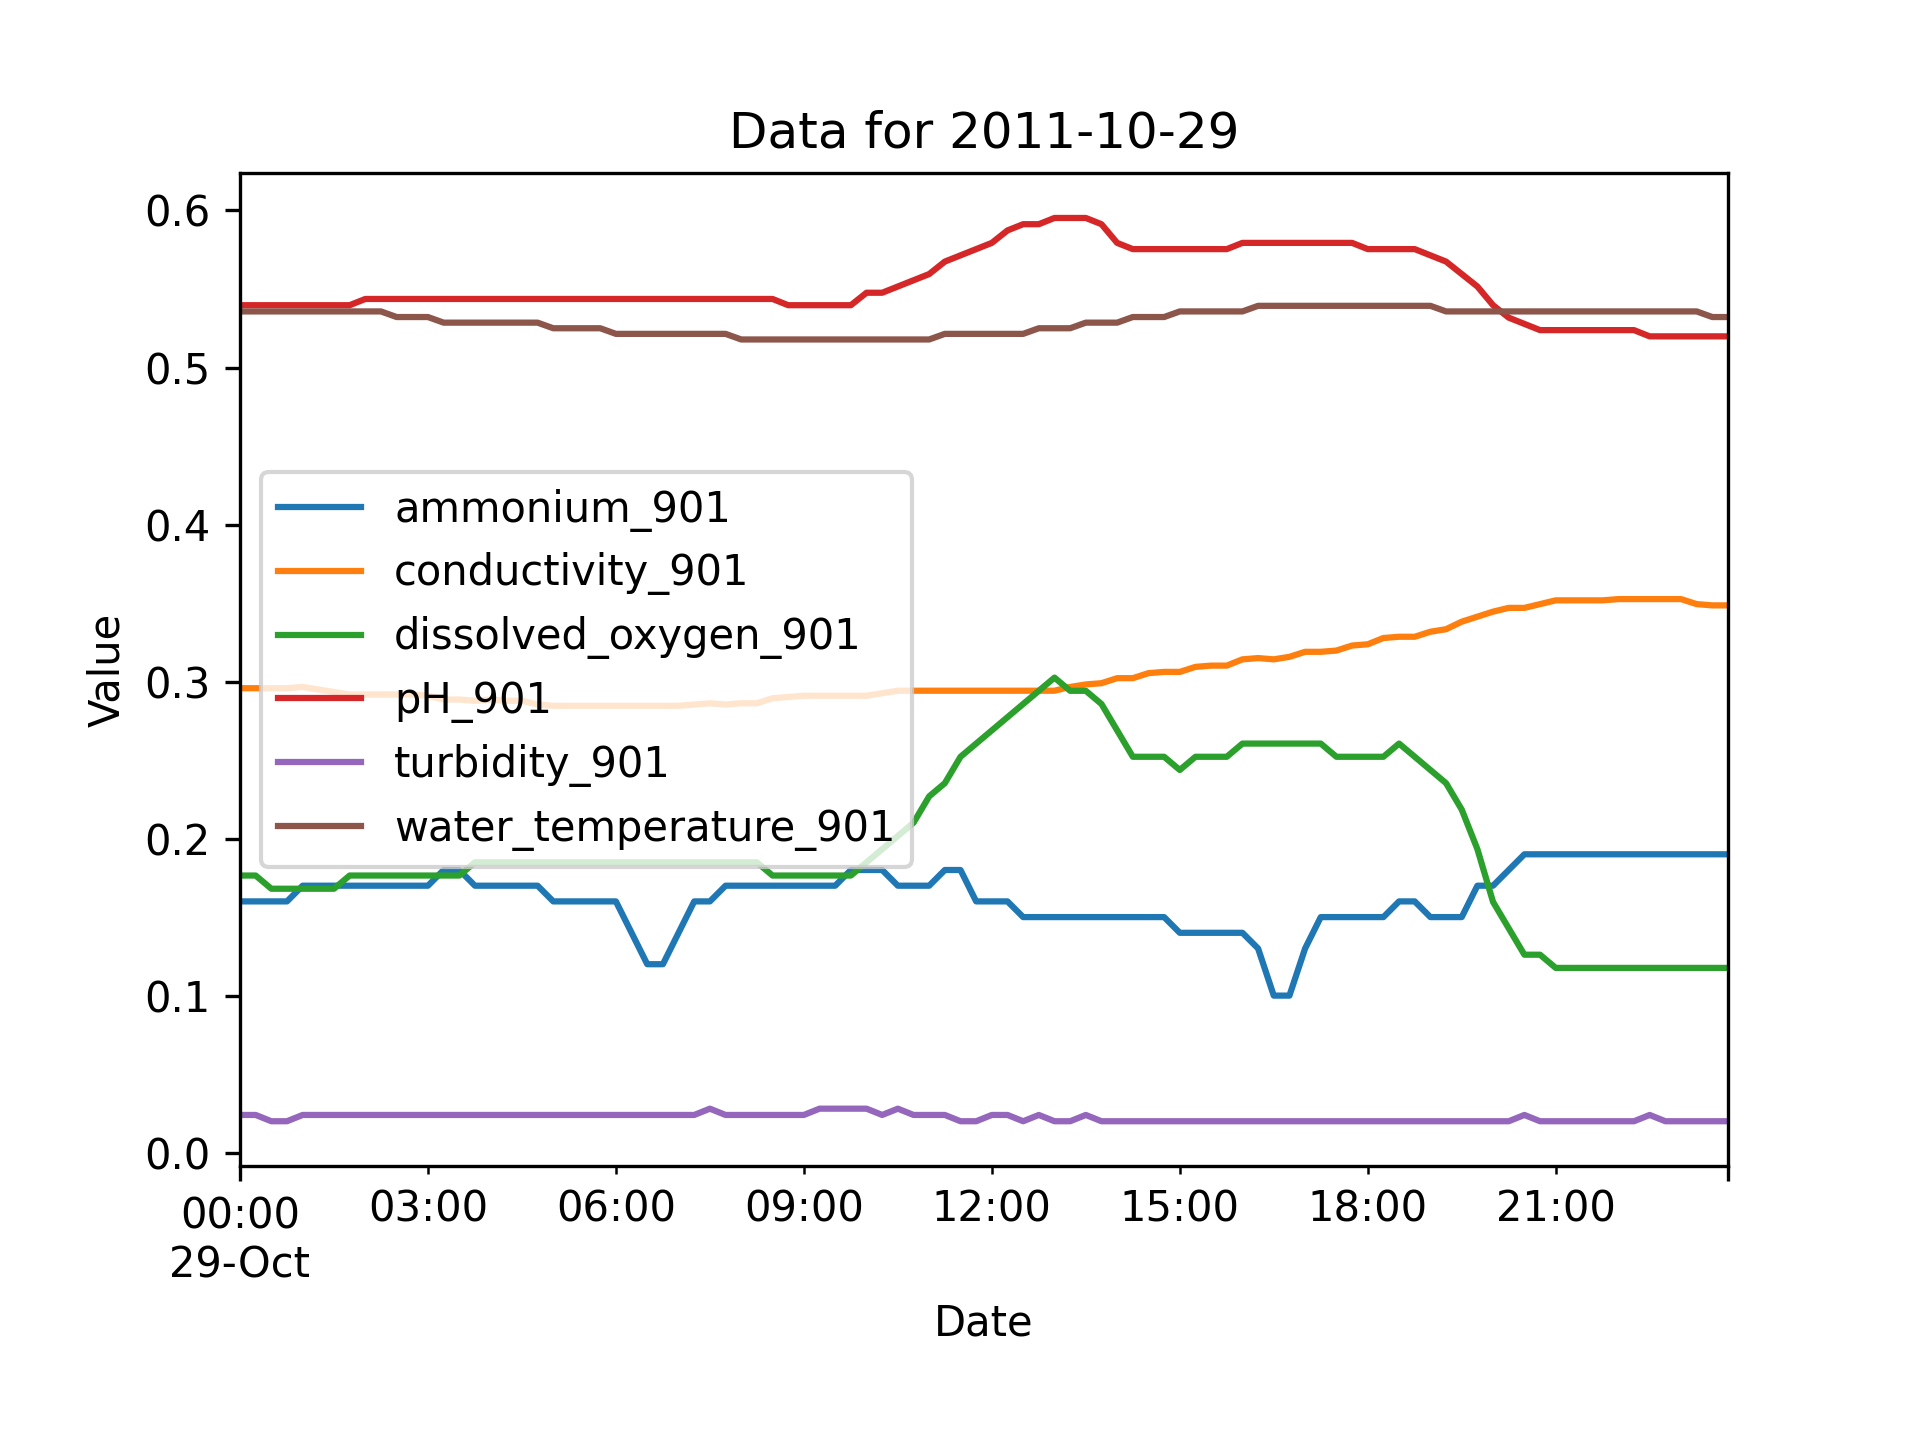 Data for 2011-10-29
Value
0.6
0.5
0.4
0.3
0.2
0.1
0.0
ammonium_901
conductivity_901
dissolved_oxygen_901
pH_901
turbidity_901
water_temperature_901
00:00 03:00 06:00 09:00 12:00 15:00 18:00 21:00
29-Oct
Date